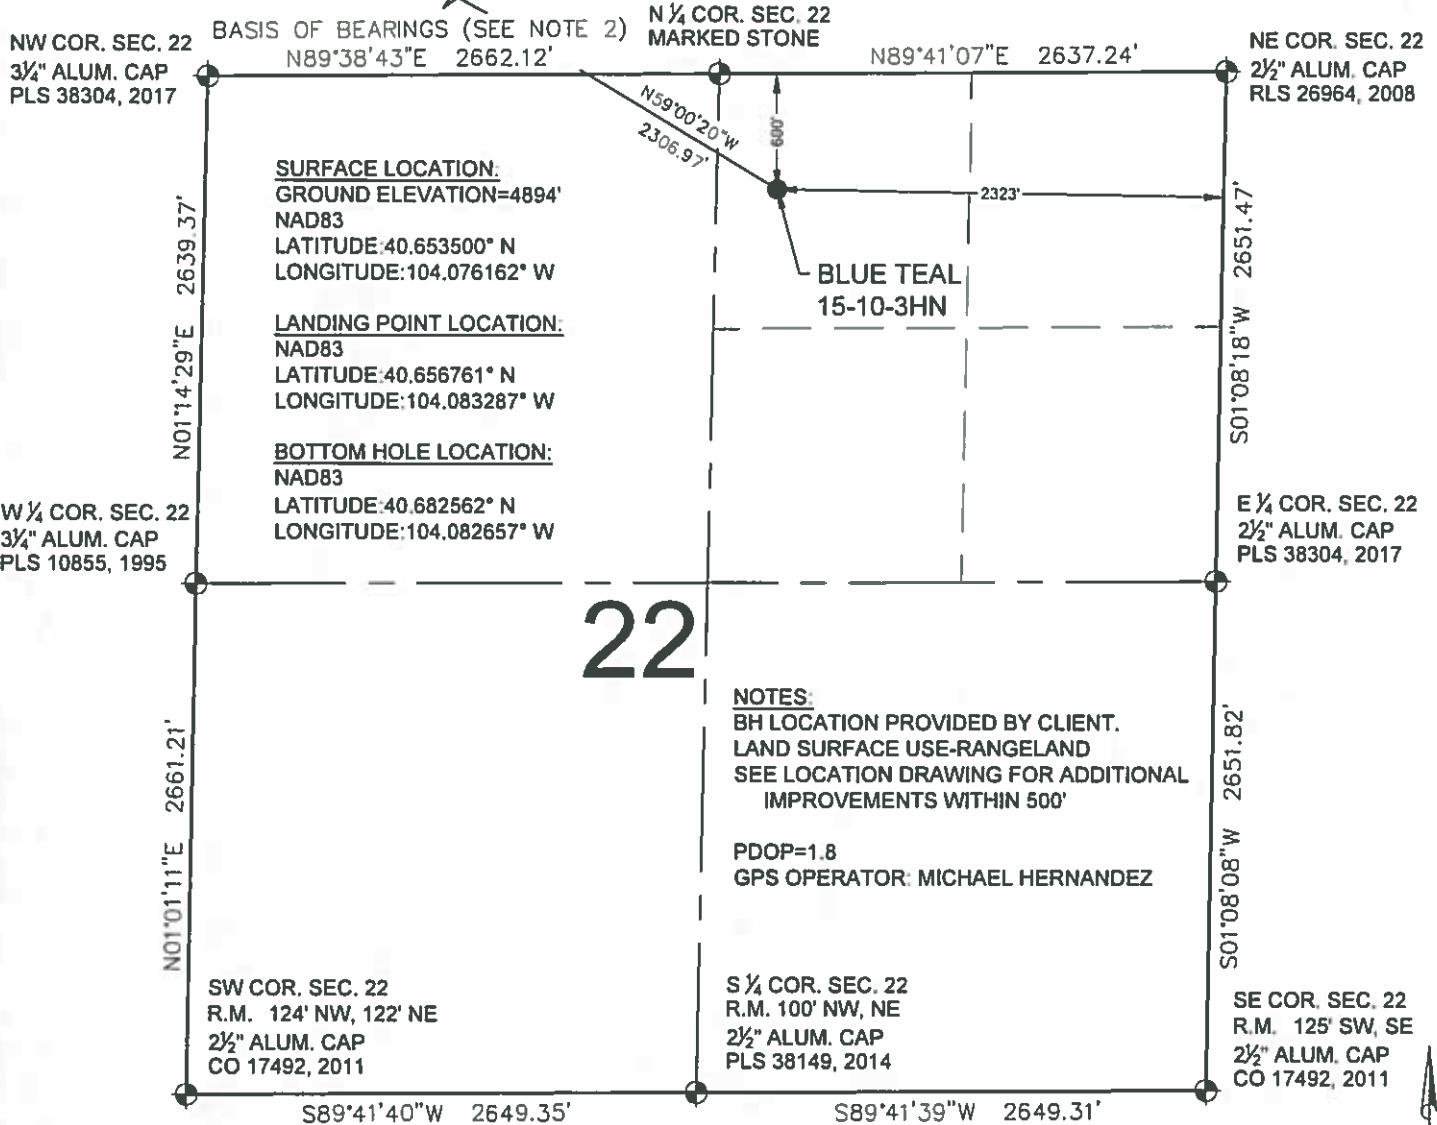 BASIS OF BEARINGS (SEE NOTE 2)
N89°38'43"E 2662.12'
N ¼ COR. SEC. 22
MARKED STONE
N89°41'07"E 2637.24'
NW COR. SEC. 22
3¼" ALUM. CAP
PLS 38304, 2017
NE COR. SEC. 22
2½" ALUM. CAP
RLS 26964, 2008
N59°00'20"W
2306.97'
600'
2323'
SURFACE LOCATION:
GROUND ELEVATION=4894'
NAD83
LATITUDE:40.653500° N
LONGITUDE:104.076162° W
LANDING POINT LOCATION:
NAD83
LATITUDE:40.656761° N
LONGITUDE:104.083287° W
BOTTOM HOLE LOCATION:
NAD83
LATITUDE:40.682562° N
LONGITUDE:104.082657° W
BLUE TEAL
15-10-3HN
N01°14'29"E 2639.37'
S01°08'18"W 2651.47'
W ¼ COR. SEC. 22
3¼" ALUM. CAP
PLS 10855, 1995
E ¼ COR. SEC. 22
2½" ALUM. CAP
PLS 38304, 2017
22
NOTES:
BH LOCATION PROVIDED BY CLIENT.
LAND SURFACE USE-RANGELAND
SEE LOCATION DRAWING FOR ADDITIONAL
IMPROVEMENTS WITHIN 500'
PDOP=1.8
GPS OPERATOR: MICHAEL HERNANDEZ
N01°01'11"E 2661.21'
S01°08'08"W 2651.82'
SW COR. SEC. 22
R.M. 124' NW, 122' NE
2½" ALUM. CAP
CO 17492, 2011
S ¼ COR. SEC. 22
R.M. 100' NW, NE
2½" ALUM. CAP
PLS 38149, 2014
SE COR. SEC. 22
R.M. 125' SW, SE
2½" ALUM. CAP
CO 17492, 2011
S89°41'40"W 2649.35'
S89°41'39"W 2649.31'